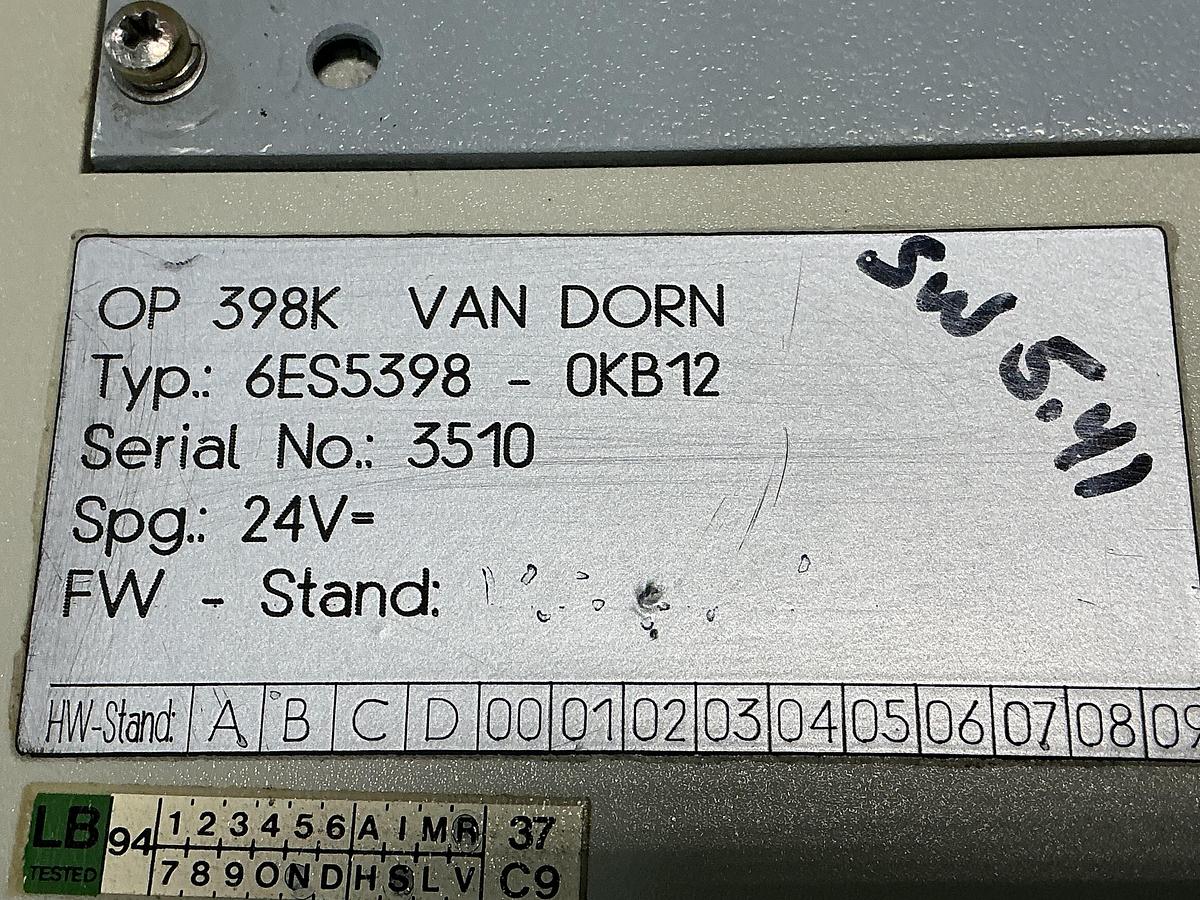 OP 398K VAN DORN
SW 5.41
Typ.: 6ES5398 - 0KB12
Serial No.: 3510
Spg.: 24V=
FW - Stand:
HW-Stand: A B C D 00 01 02 03 04 05 06 07 08 09
LB TESTED 94 1 2 3 4 5 6 A I M R 37
7 8 9 O N D H S L V C9